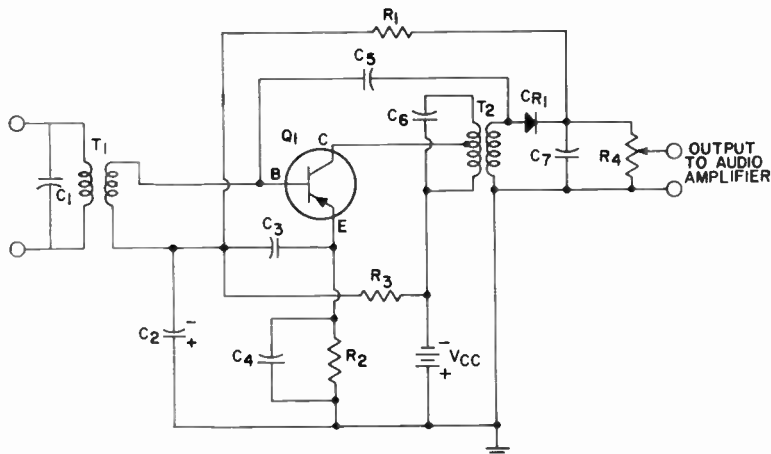 R1
C5
CR1
C6
T2
Q1
C
T1
C7
R4
OUTPUT
TO AUDIO
AMPLIFIER
B
C1
E
C3
R3
C2
-
+
C4
R2
-
VCC
+